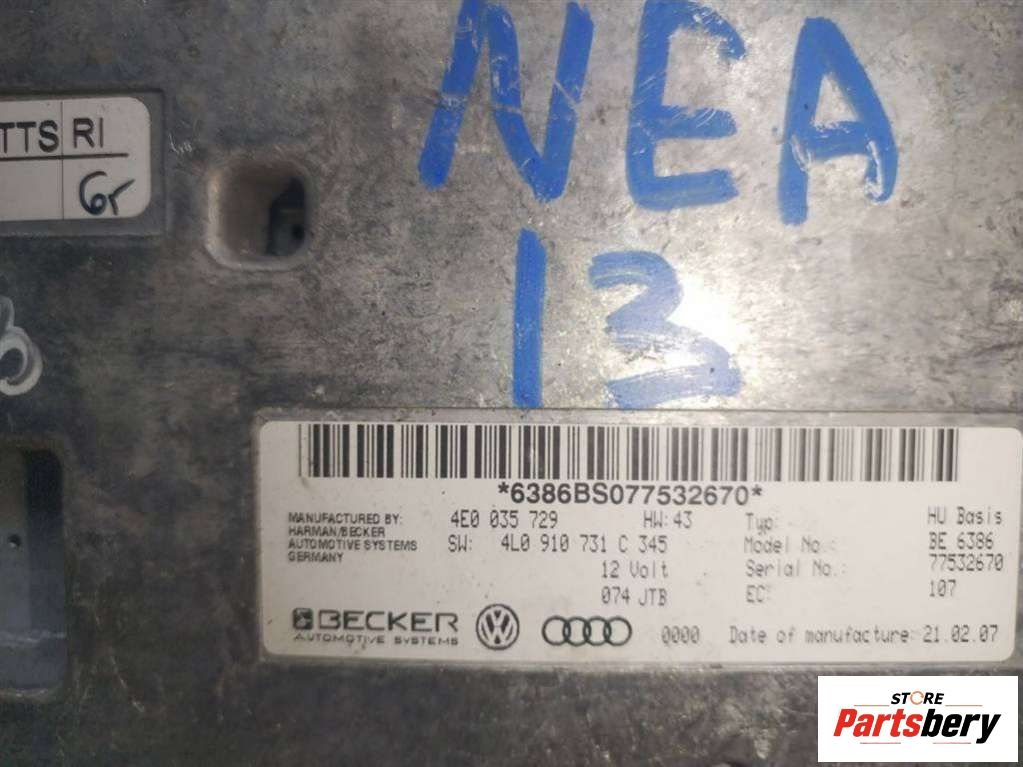 NEA
13
TTS RI
Gr
*6386BS077532670*
MANUFACTURED BY:
HARMAN/BECKER
AUTOMOTIVE SYSTEMS
GERMANY
4E0 035 729 HW: 43
SW: 4L0 910 731 C 345
12 Volt
074 JTB
Typ: HU Basis
Model No.: BE 6386
Serial No.: 77532670
EC: 107
BECKER
AUTOMOTIVE SYSTEMS
0000 Date of manufacture: 21.02.07
STORE
Partsbery